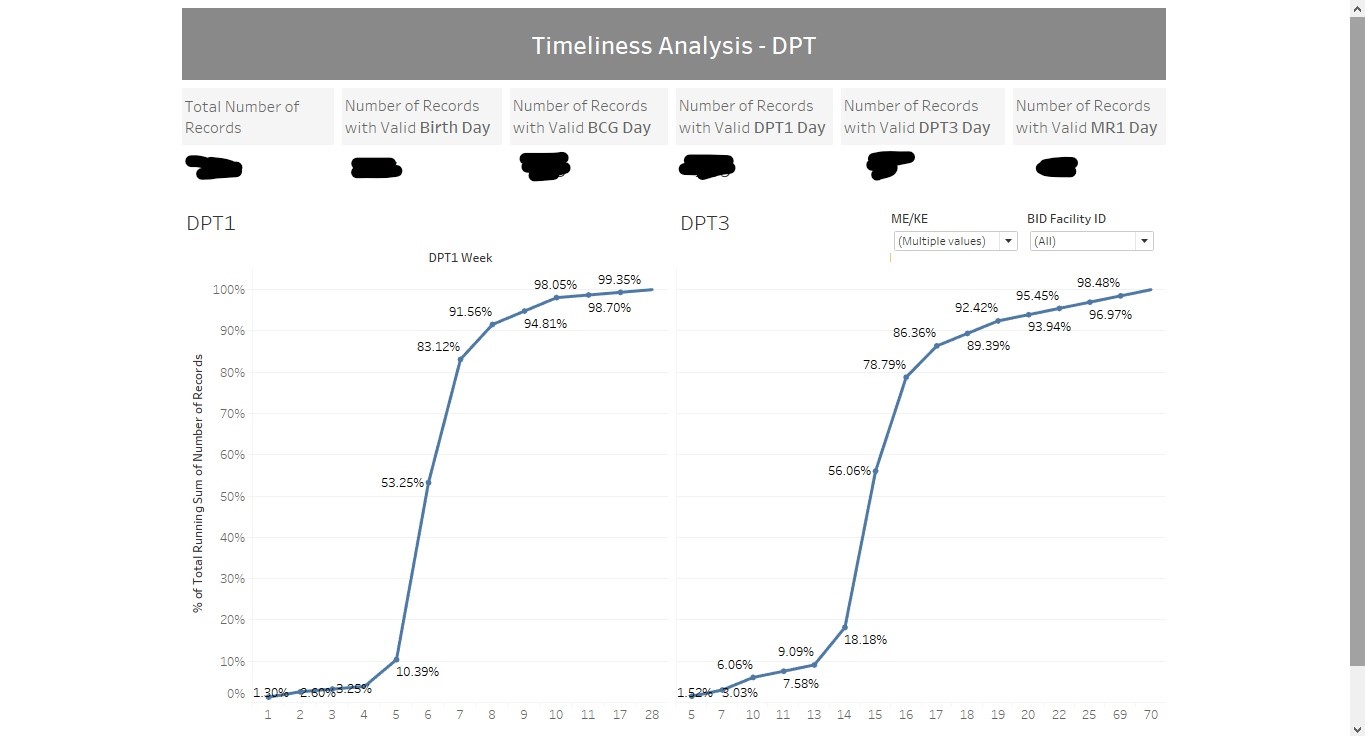 Timeliness Analysis - DPT
Total Number of
Records
Number of Records
with Valid Birth Day
Number of Records
with Valid BCG Day
Number of Records
with Valid DPT1 Day
Number of Records
with Valid DPT3 Day
Number of Records
with Valid MR1 Day
DPT1
DPT3
ME/KE
(Multiple values)
BID Facility ID
(All)
DPT1 Week
% of Total Running Sum of Number of Records
100%
90%
80%
70%
60%
50%
40%
30%
20%
10%
0%
1.30%
2.60%
3.25%
10.39%
53.25%
83.12%
91.56%
94.81%
98.05%
98.70%
99.35%
1 2 3 4 5 6 7 8 9 10 11 17 28
1.52%
3.03%
6.06%
7.58%
9.09%
18.18%
56.06%
78.79%
86.36%
89.39%
92.42%
93.94%
95.45%
96.97%
98.48%
5 7 10 11 13 14 15 16 17 18 19 20 22 25 69 70